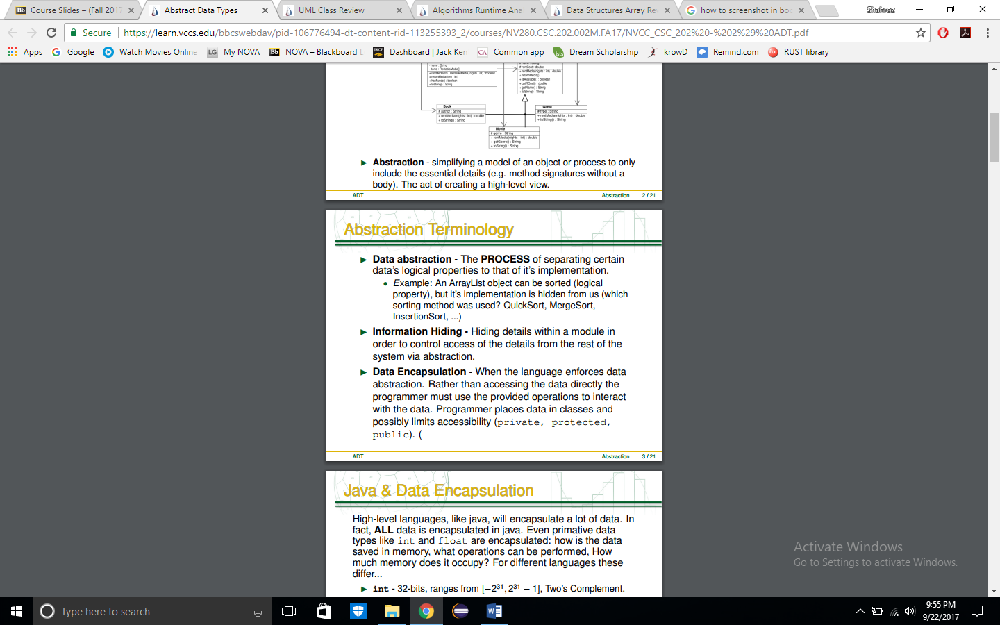 Course Slides – (Fall 2017
Abstract Data Types
UML Class Review
Algorithms Runtime Ana
Data Structures Array Re
how to screenshot in boo
Shahroz
Secure
https://learn.vccs.edu/bbcswebdav/pid-106776494-dt-content-rid-113255393_2/courses/NV280.CSC.202.002M.FA17/NVCC_CSC_202%20-%202%29%20ADT.pdf
Apps
Google
Watch Movies Online
My NOVA
NOVA – Blackboard L
Dashboard | Jack Ken
Common app
Dream Scholarship
krowD
Remind.com
RUST library
- name : String
- items : RentableMedia[]
+ rentMedia(rm : RentableMedia, nights : int) : boolean
+ returnMedia(item : int)
+ hasFunds() : boolean
+ toString() : String
# name : String
# rentCost : double
+ rentMedia(nights : int) : double
+ returnMedia()
+ isAvailable() : boolean
+ getRCost() : double
+ getName() : String
+ toString() : String
Book
# author : String
+ rentMedia(nights : int) : double
+ toString() : String
Game
# type : String
+ rentMedia(nights : int) : double
+ toString() : String
Movie
# genre : String
+ rentMedia(nights : int) : double
+ getGenre() : String
+ toString() : String
Abstraction - simplifying a model of an object or process to only
include the essential details (e.g. method signatures without a
body). The act of creating a high-level view.
ADT
Abstraction 2 / 21
Abstraction Terminology
Data abstraction - The PROCESS of separating certain
data's logical properties to that of it's implementation.
Example: An ArrayList object can be sorted (logical
property), but it's implementation is hidden from us (which
sorting method was used? QuickSort, MergeSort,
InsertionSort, ...)
Information Hiding - Hiding details within a module in
order to control access of the details from the rest of the
system via abstraction.
Data Encapsulation - When the language enforces data
abstraction. Rather than accessing the data directly the
programmer must use the provided operations to interact
with the data. Programmer places data in classes and
possibly limits accessibility (private, protected,
public). (
ADT
Abstraction 3 / 21
Java & Data Encapsulation
High-level languages, like java, will encapsulate a lot of data. In
fact, ALL data is encapsulated in java. Even primative data
types like int and float are encapsulated: how is the data
saved in memory, what operations can be performed, How
much memory does it occupy? For different languages these
differ...
int - 32-bits, ranges from [−2³¹, 2³¹ − 1], Two's Complement.
Activate Windows
Go to Settings to activate Windows.
Type here to search
9:55 PM
9/22/2017